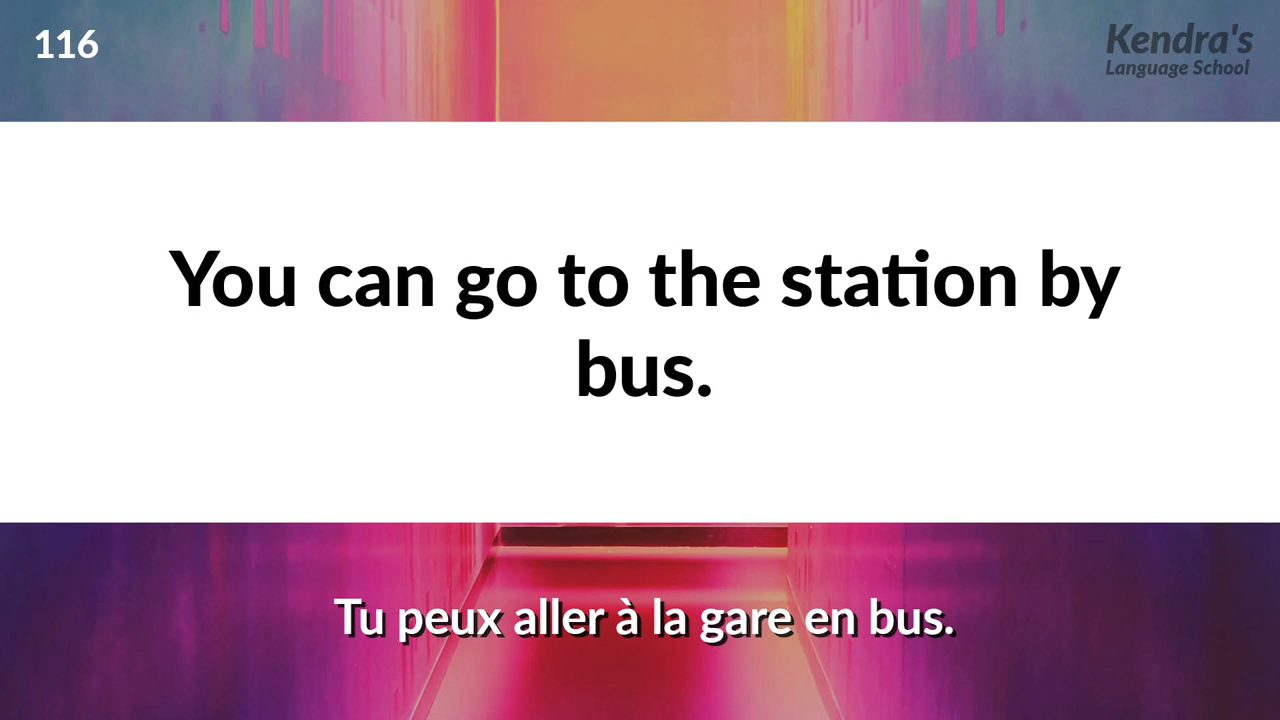 116
Kendra's
Language School
You can go to the station by
bus.
Tu peux aller à la gare en bus.